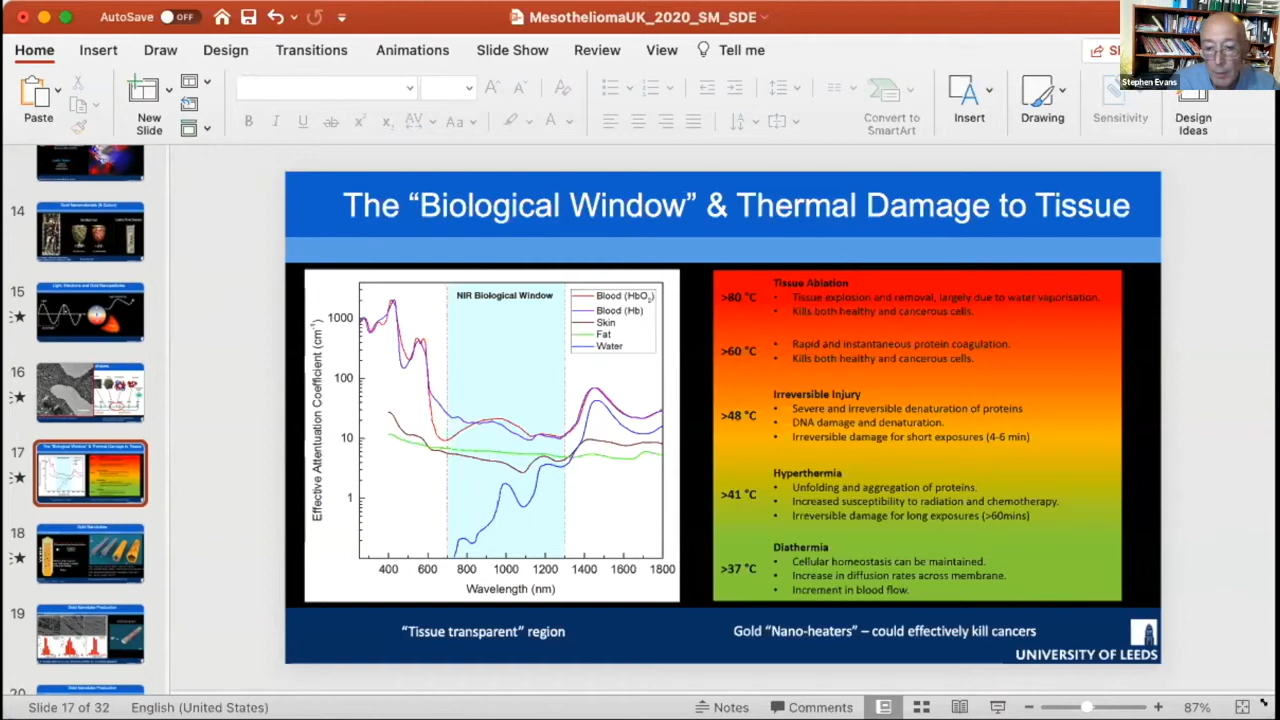 AutoSave OFF
MesotheliomaUK_2020_SM_SDE
Stephen Evans
Home Insert Draw Design Transitions Animations Slide Show Review View Tell me
Paste
New
Slide
Convert to
SmartArt
Insert
Drawing
Sensitivity
Design
Ideas
14
15
16
17
18
19
The “Biological Window” & Thermal Damage to Tissue
Effective Attenuation Coefficient (cm⁻¹)
1000
100
10
1
NIR Biological Window
Blood (HbO₂)
Blood (Hb)
Skin
Fat
Water
400 600 800 1000 1200 1400 1600 1800
Wavelength (nm)
Tissue Ablation
>80 °C
• Tissue explosion and removal, largely due to water vaporisation.
• Kills both healthy and cancerous cells.
>60 °C
• Rapid and instantaneous protein coagulation.
• Kills both healthy and cancerous cells.
Irreversible Injury
>48 °C
• Severe and irreversible denaturation of proteins
• DNA damage and denaturation.
• Irreversible damage for short exposures (4-6 min)
Hyperthermia
>41 °C
• Unfolding and aggregation of proteins.
• Increased susceptibility to radiation and chemotherapy.
• Irreversible damage for long exposures (>60mins)
Diathermia
>37 °C
• Cellular homeostasis can be maintained.
• Increase in diffusion rates across membrane.
• Increment in blood flow.
“Tissue transparent” region
Gold “Nano-heaters” – could effectively kill cancers
UNIVERSITY OF LEEDS
Slide 17 of 32 English (United States) Notes Comments 87%